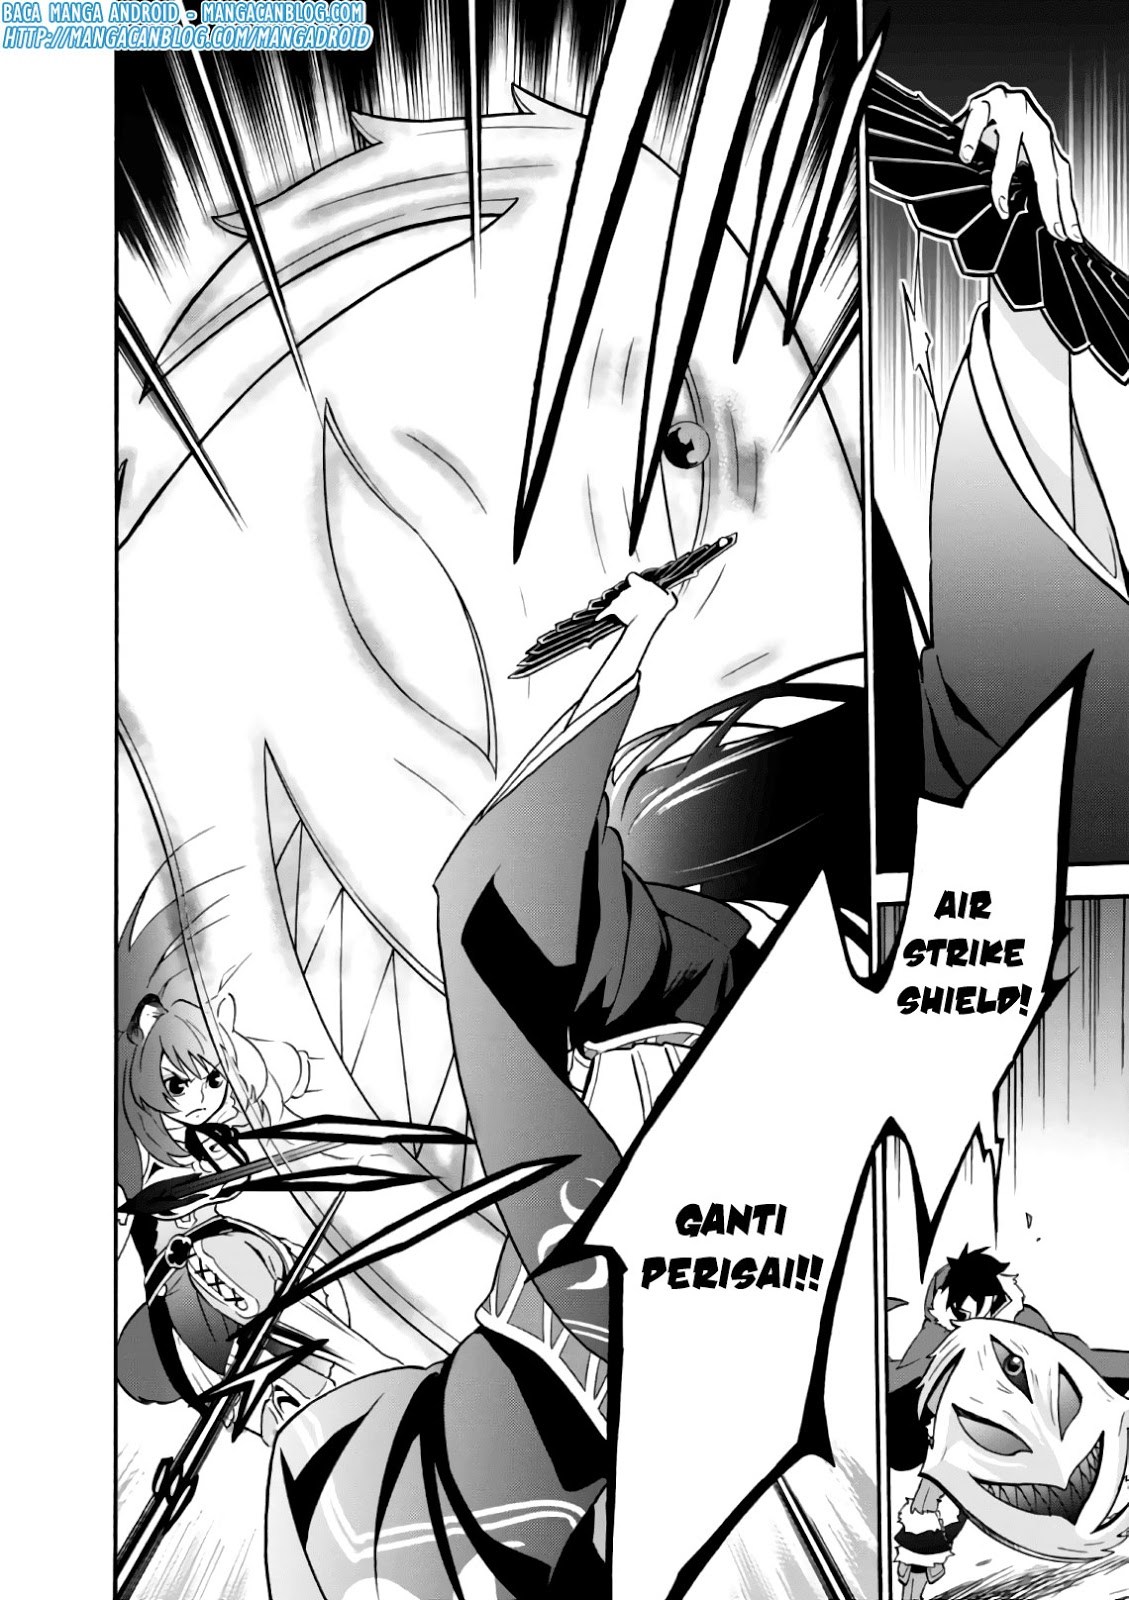 BACA MANGA ANDROID - MANGACANBLOG.COM
HTTP://MANGACANBLOG.COM/MANGADROID
AIR
STRIKE
SHIELD!
GANTI
PERISAI!!